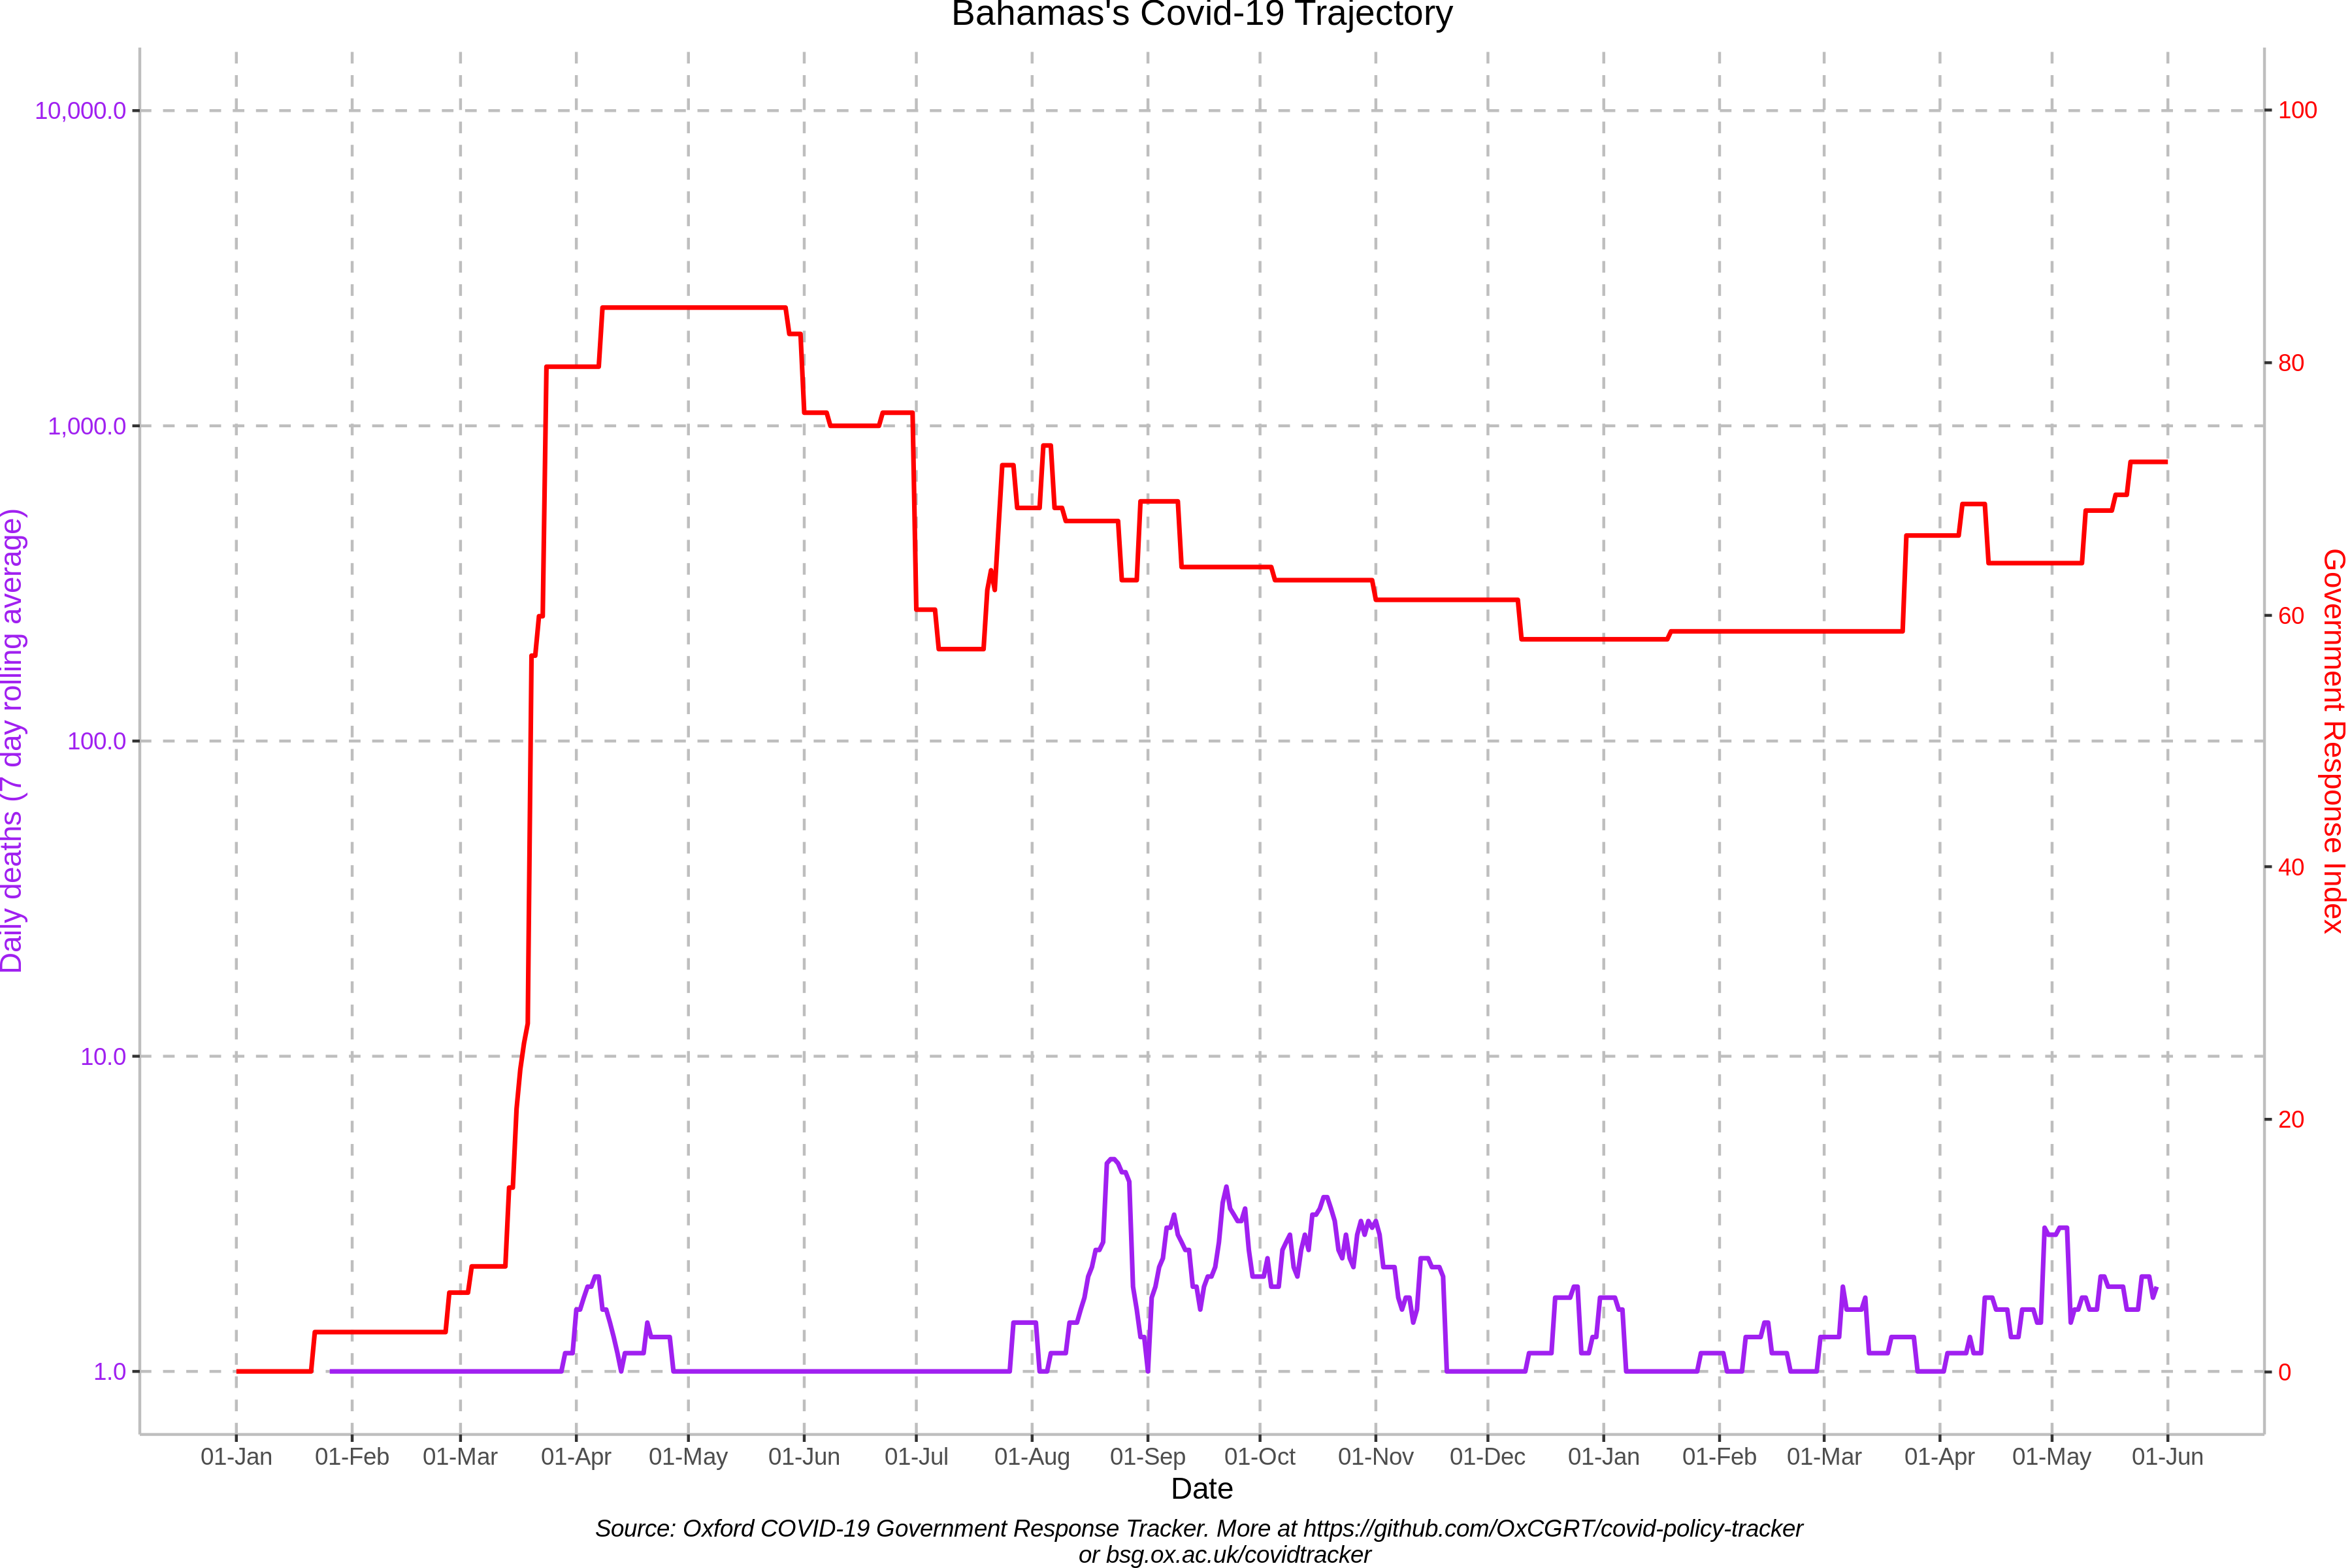 Bahamas's Covid-19 Trajectory
10,000.0
1,000.0
100.0
10.0
1.0
Daily deaths (7 day rolling average)
100
80
60
40
20
0
Government Response Index
01-Jan 01-Feb 01-Mar 01-Apr 01-May 01-Jun 01-Jul 01-Aug 01-Sep 01-Oct 01-Nov 01-Dec 01-Jan 01-Feb 01-Mar 01-Apr 01-May 01-Jun
Date
Source: Oxford COVID-19 Government Response Tracker. More at https://github.com/OxCGRT/covid-policy-tracker
or bsg.ox.ac.uk/covidtracker